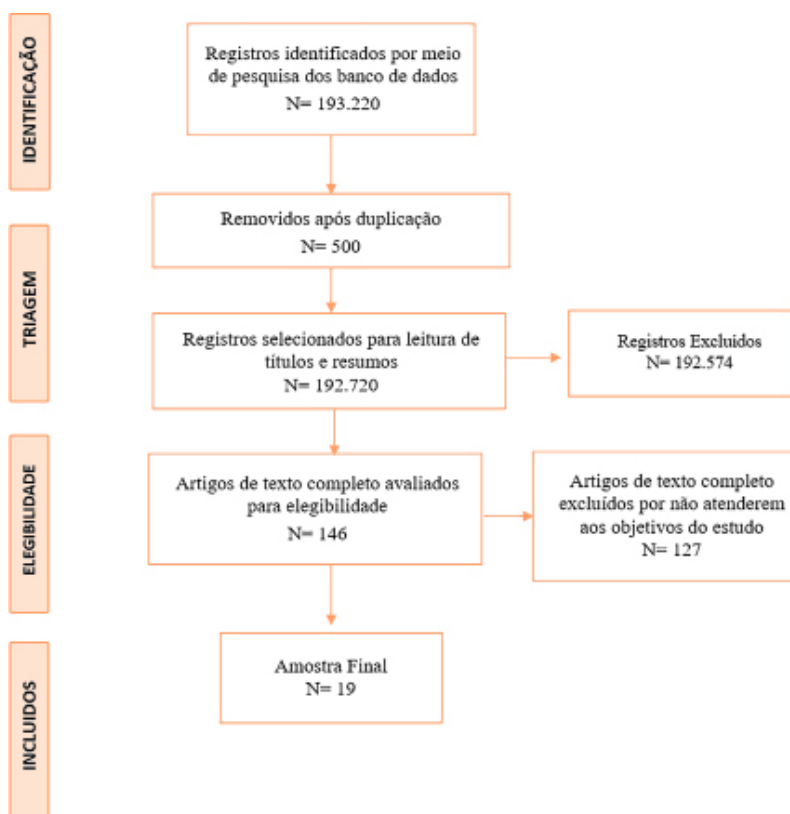 IDENTIFICAÇÃO
Registros identificados por meio
de pesquisa dos banco de dados
N= 193.220
Removidos após duplicação
N= 500
TRIAGEM
Registros selecionados para leitura de
títulos e resumos
N= 192.720
Registros Excluídos
N= 192.574
ELEGIBILIDADE
Artigos de texto completo avaliados
para elegibilidade
N= 146
Artigos de texto completo
excluídos por não atenderem
aos objetivos do estudo
N= 127
INCLUIDOS
Amostra Final
N= 19